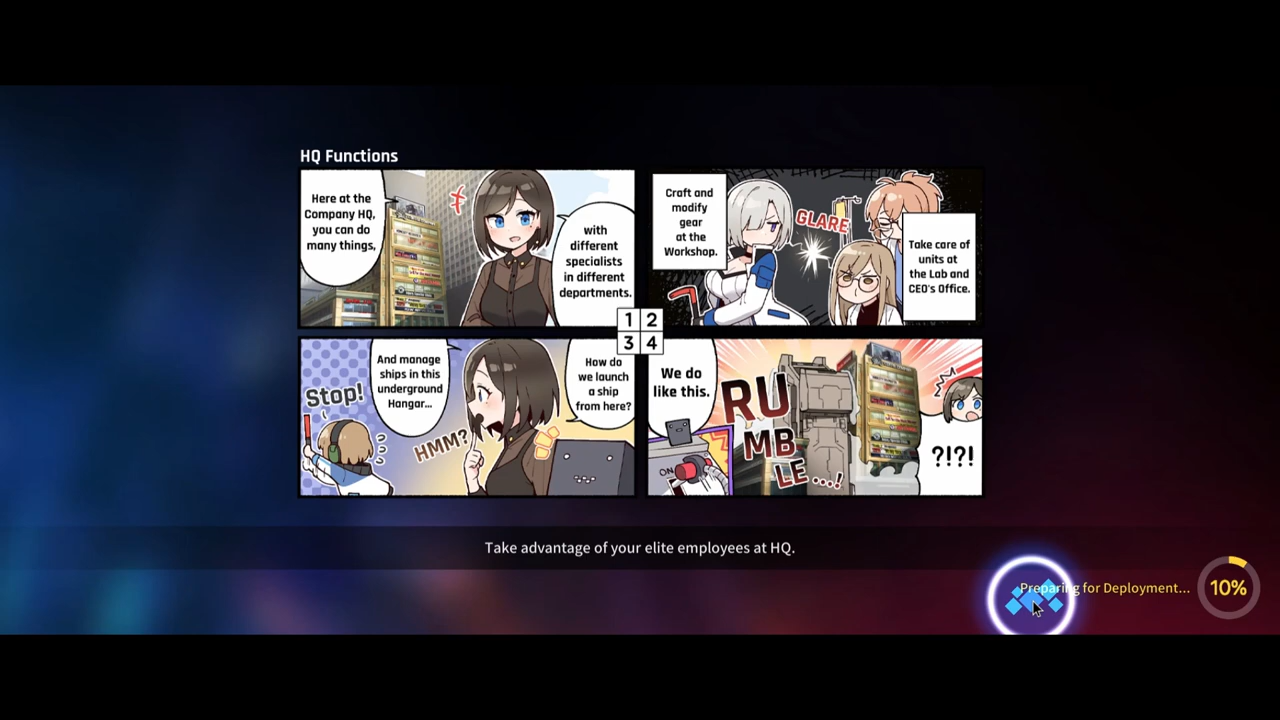 HQ Functions
Here at the
Company HQ,
you can do
many things,
with
different
specialists
in different
departments.
Craft and
modify
gear
at the
Workshop.
GLARE
Take care of
units at
the Lab and
CEO's Office.
1 2
3 4
Stop!
And manage
ships in this
underground
Hangar...
HMM?
How do
we launch
a ship
from here?
We do
like this.
ON
RU
MB
LE...!
?!?!
Take advantage of your elite employees at HQ.
Preparing for Deployment...
10%